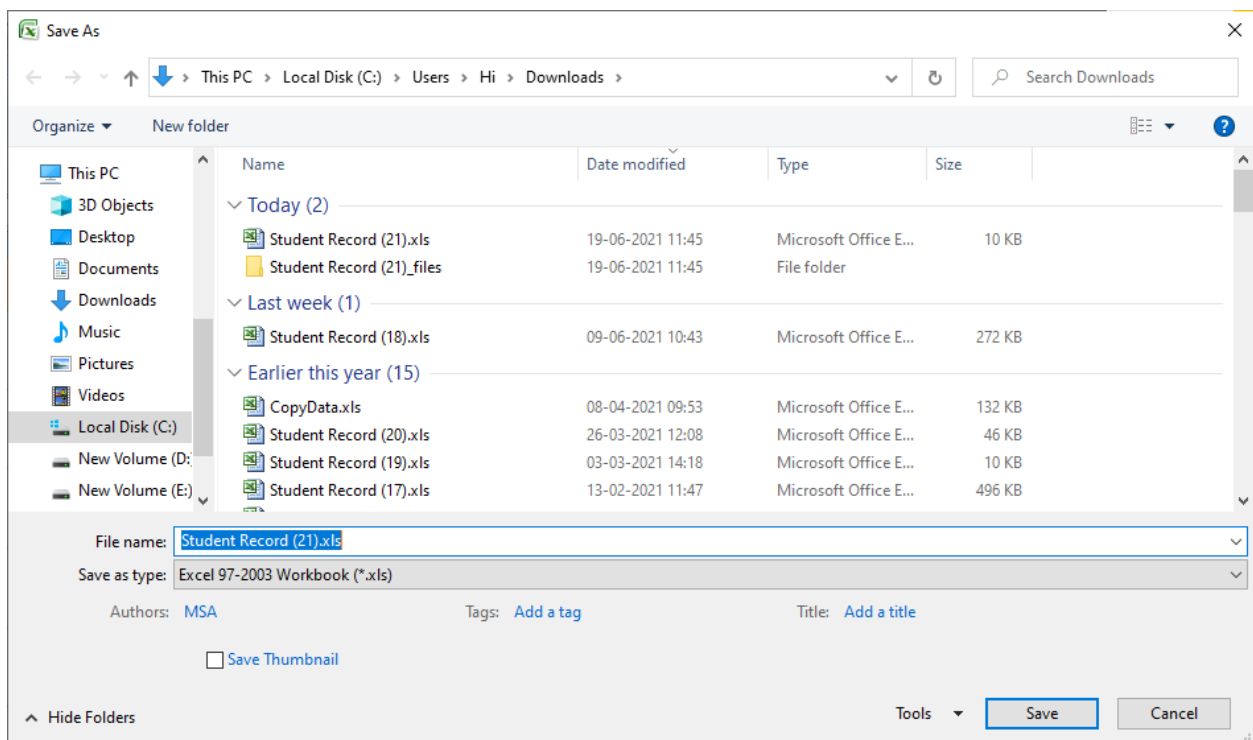 Save As
This PC > Local Disk (C:) > Users > Hi > Downloads >
Search Downloads
Organize
New folder
This PC
3D Objects
Desktop
Documents
Downloads
Music
Pictures
Videos
Local Disk (C:)
New Volume (D:
New Volume (E:)
Name Date modified Type Size
Today (2)
Student Record (21).xls 19-06-2021 11:45 Microsoft Office E... 10 KB
Student Record (21)_files 19-06-2021 11:45 File folder
Last week (1)
Student Record (18).xls 09-06-2021 10:43 Microsoft Office E... 272 KB
Earlier this year (15)
CopyData.xls 08-04-2021 09:53 Microsoft Office E... 132 KB
Student Record (20).xls 26-03-2021 12:08 Microsoft Office E... 46 KB
Student Record (19).xls 03-03-2021 14:18 Microsoft Office E... 10 KB
Student Record (17).xls 13-02-2021 11:47 Microsoft Office E... 496 KB
File name: Student Record (21).xls
Save as type: Excel 97-2003 Workbook (*.xls)
Authors: MSA Tags: Add a tag Title: Add a title
Save Thumbnail
Hide Folders
Tools
Save
Cancel